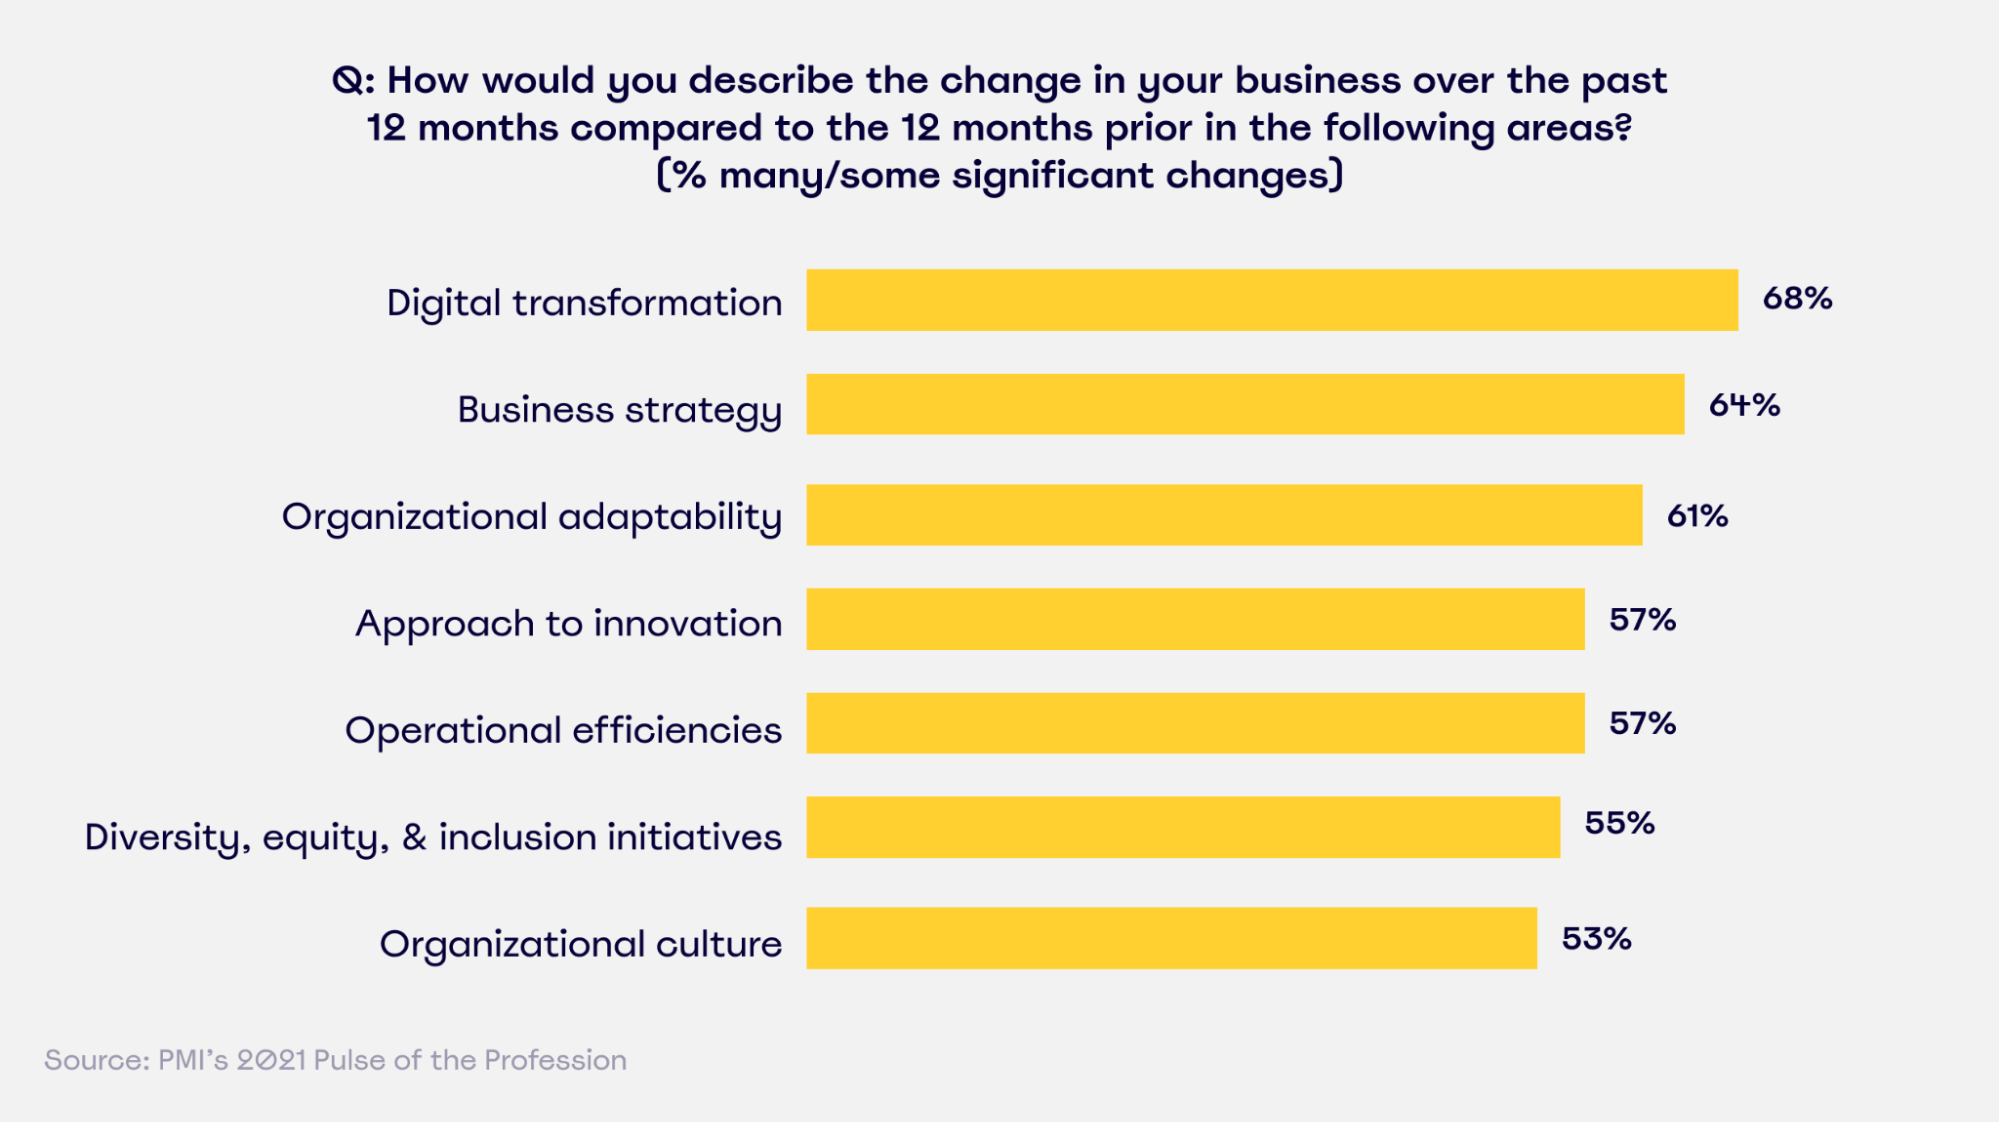 Q: How would you describe the change in your business over the past
12 months compared to the 12 months prior in the following areas?
(% many/some significant changes)
Digital transformation 68%
Business strategy 64%
Organizational adaptability 61%
Approach to innovation 57%
Operational efficiencies 57%
Diversity, equity, & inclusion initiatives 55%
Organizational culture 53%
Source: PMI's 2021 Pulse of the Profession